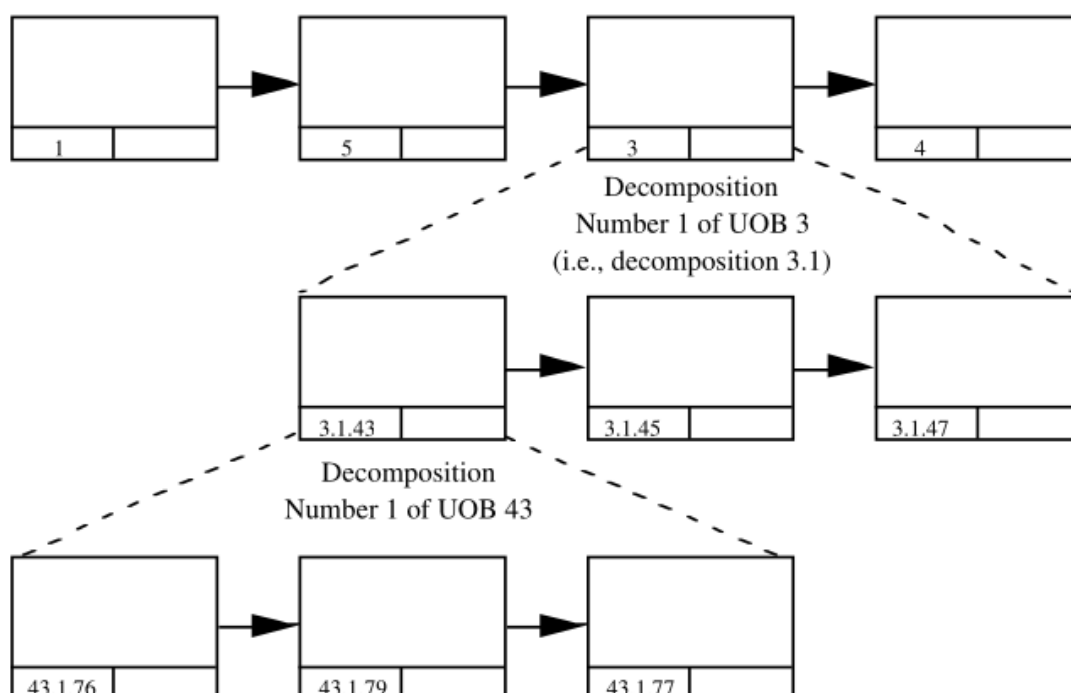 1
5
3
4
Decomposition
Number 1 of UOB 3
(i.e., decomposition 3.1)
3.1.43
3.1.45
3.1.47
Decomposition
Number 1 of UOB 43
43.1.76
43.1.79
43.1.77